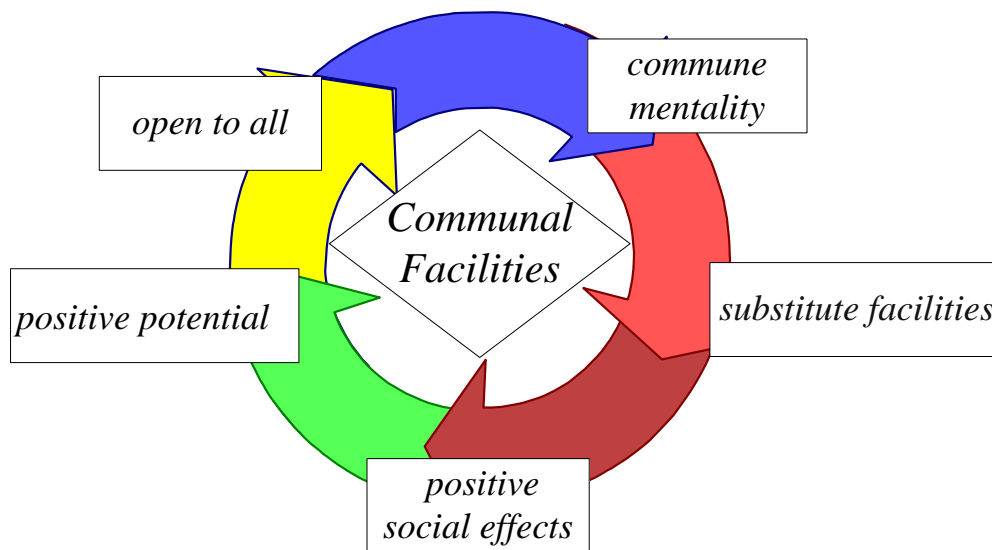 commune
mentality
open to all
Communal
Facilities
positive potential
substitute facilities
positive
social effects